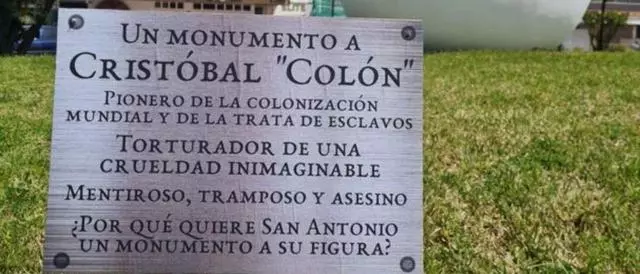 Un monumento a
Cristóbal "Colón"
Pionero de la colonización
mundial y de la trata de esclavos
Torturador de una
crueldad inimaginable
Mentiroso, tramposo y asesino
¿Por qué quiere San Antonio
un monumento a su figura?